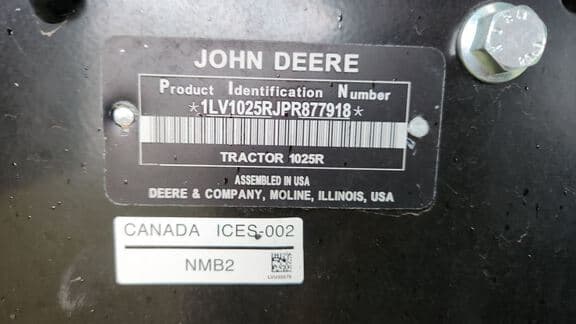 JOHN DEERE
Product Identification Number
*1LV1025RJPR877918*
TRACTOR 1025R
ASSEMBLED IN USA
DEERE & COMPANY, MOLINE, ILLINOIS, USA
CANADA ICES-002
NMB2